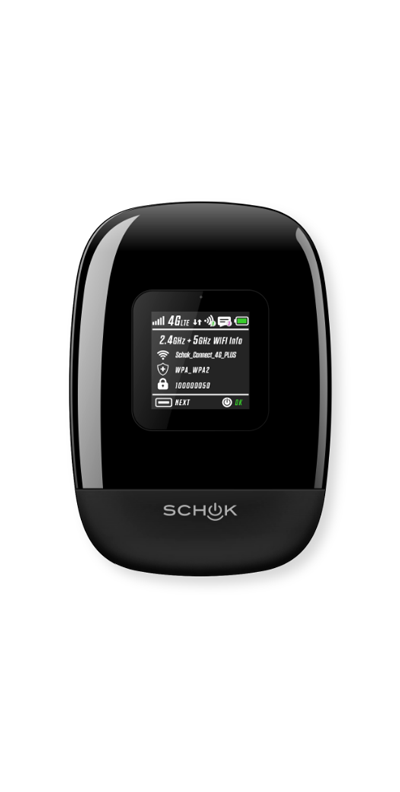 4G LTE
2.4GHz + 5GHz WIFI Info
Schok_Connect_4G_PLUS
WPA_WPA2
100000050
NEXT OK
SCHOK